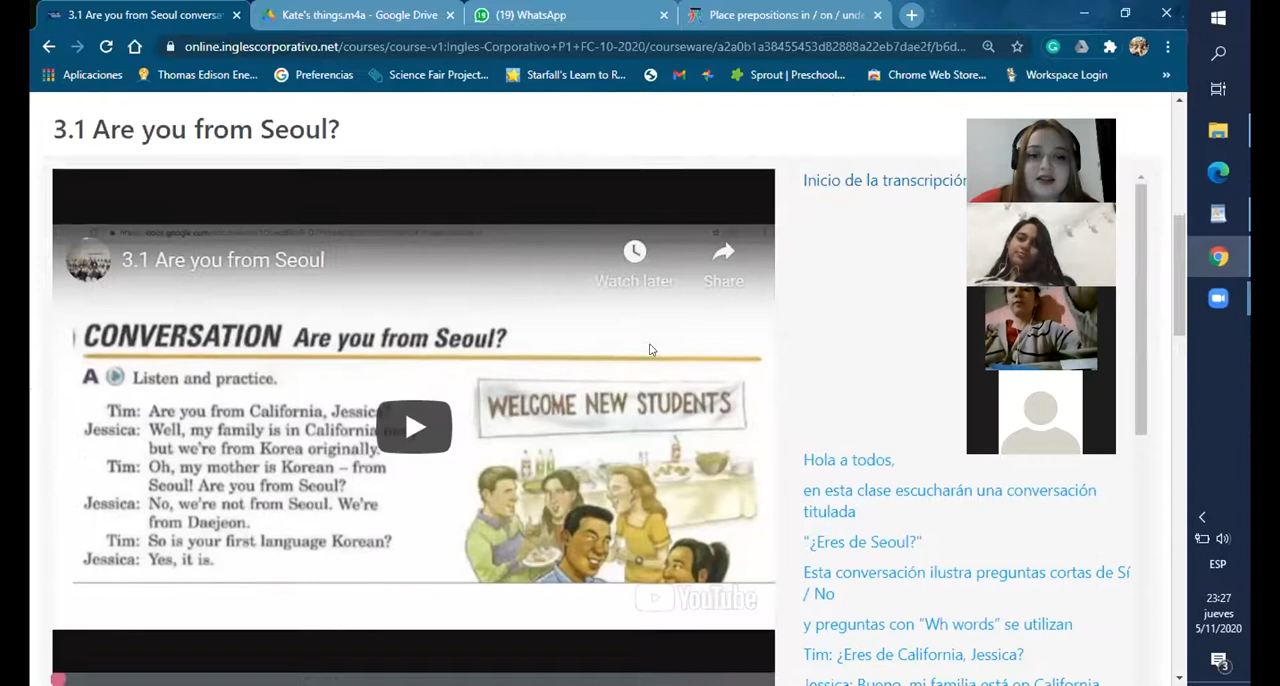 3.1 Are you from Seoul conversa
Kate's things.m4a - Google Drive
(19) WhatsApp
Place prepositions: in / on / unde
online.inglescorporativo.net/courses/course-v1:Ingles-Corporativo+P1+FC-10-2020/courseware/a2a0b1a38455453d82888a22eb7dae2f/b6d...
Aplicaciones
Thomas Edison Ene...
Preferencias
Science Fair Project...
Starfall's Learn to R...
Sprout | Preschool...
Chrome Web Store...
Workspace Login
»
3.1 Are you from Seoul?
Inicio de la transcripción
3.1 Are you from Seoul
Watch later
Share
CONVERSATION Are you from Seoul?
A Listen and practice.
WELCOME NEW STUDENTS
Tim: Are you from California, Jessica
Jessica: Well, my family is in California
but we're from Korea originally.
Tim: Oh, my mother is Korean – from
Seoul! Are you from Seoul?
Jessica: No, we're not from Seoul. We're
from Daejeon.
Tim: So is your first language Korean?
Jessica: Yes, it is.
YouTube
Hola a todos,
en esta clase escucharán una conversación
titulada
"¿Eres de Seoul?"
Esta conversación ilustra preguntas cortas de Sí
/ No
y preguntas con “Wh words” se utilizan
Tim: ¿Eres de California, Jessica?
Jessica: Bueno, mi familia está en California
ESP
23:27
jueves
5/11/2020
3